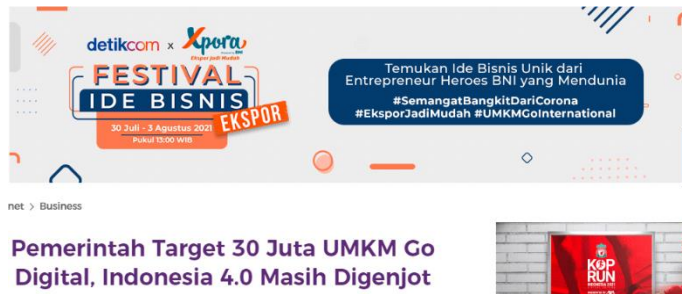 detikcom x Xpora
Ekspor Jadi Mudah
FESTIVAL
IDE BISNIS
EKSPOR
30 Juli - 3 Agustus 2021
Pukul 13:00 WIB
Temukan Ide Bisnis Unik dari
Entrepreneur Heroes BNI yang Mendunia
#SemangatBangkitDariCorona
#EksporJadiMudah #UMKMGoInternational
net > Business
Pemerintah Target 30 Juta UMKM Go
Digital, Indonesia 4.0 Masih Digenjot
KOP
RUN